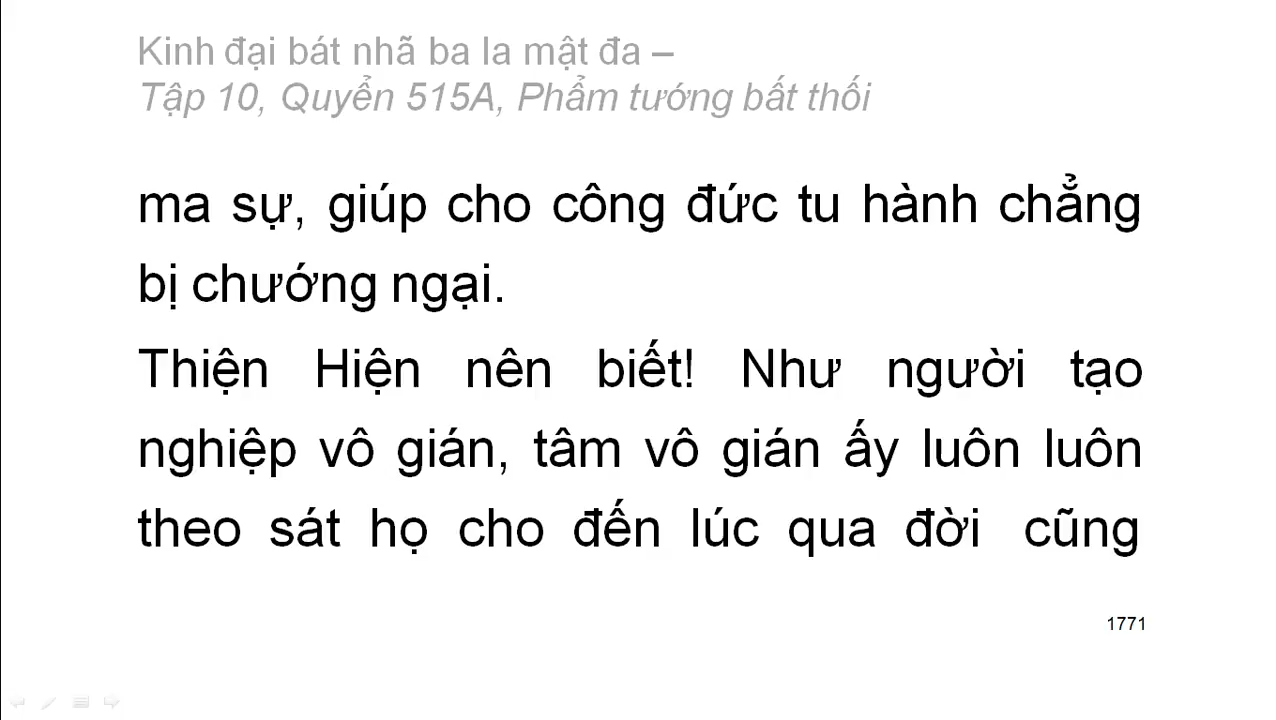 Kinh đại bát nhã ba la mật đa –
Tập 10, Quyển 515A, Phẩm tướng bất thối
ma sự, giúp cho công đức tu hành chẳng
bị chướng ngại.
Thiện Hiện nên biết! Như người tạo
nghiệp vô gián, tâm vô gián ấy luôn luôn
theo sát họ cho đến lúc qua đời cũng
1771